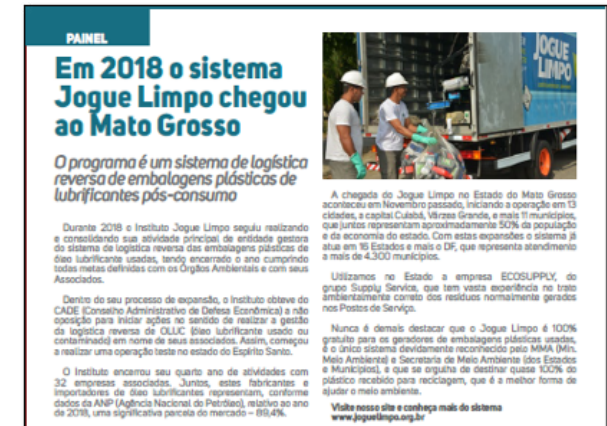 PAINEL
Em 2018 o sistema
Jogue Limpo chegou
ao Mato Grosso
O programa é um sistema de logística
reversa de embalagens plásticas de
lubrificantes pós-consumo
Durante 2018 o Instituto Jogue Limpo seguiu realizando
e consolidando sua atividade principal de entidade gestora
do sistema de logística reversa das embalagens plásticas de
óleo lubrificante usadas, tendo encerrado o ano cumprindo
todas metas definidas com os Órgãos Ambientais e com seus
Associados.
Dentro do seu processo de expansão, o Instituto obteve do
CADE (Conselho Administrativo de Defesa Econômica) a não
oposição para iniciar ações no sentido de realizar a gestão
da logística reversa de OLUC (óleo lubrificante usado ou
contaminado) em nome de seus associados. Assim, começou
a realizar uma operação teste no estado do Espírito Santo.
O Instituto encerrou seu quarto ano de atividades com
32 empresas associadas. Juntos, estes fabricantes e
importadores de óleo lubrificantes representam, conforme
dados da ANP (Agência Nacional do Petróleo), relativo ao ano
de 2018, uma significativa parcela do mercado – 89,4%.
JOGUE
LIMPO
A chegada do Jogue Limpo no Estado do Mato Grosso
aconteceu em Novembro passado, iniciando a operação em 13
cidades, a capital Cuiabá, Várzea Grande, e mais 11 municípios,
que juntos representam aproximadamente 50% da população
e da economia do estado. Com estas expansões o sistema já
atua em 16 Estados e mais o DF, que representa atendimento
a mais de 4.300 municípios.
Utilizamos no Estado a empresa ECOSUPPLY, do
grupo Supply Service, que tem vasta experiência no trato
ambientalmente correto dos resíduos normalmente gerados
nos Postos de Serviço.
Nunca é demais destacar que o Jogue Limpo é 100%
gratuito para os geradores de embalagens plásticas usadas,
é o único sistema devidamente reconhecido pelo MMA (Min.
Meio Ambiente) e Secretaria de Meio Ambiente (dos Estados
e Municípios), e que se orgulha de destinar quase 100% do
plástico recebido para reciclagem, que é a melhor forma de
ajudar o meio ambiente.
Visite nosso site e conheça mais do sistema
www.joguelimpo.org.br